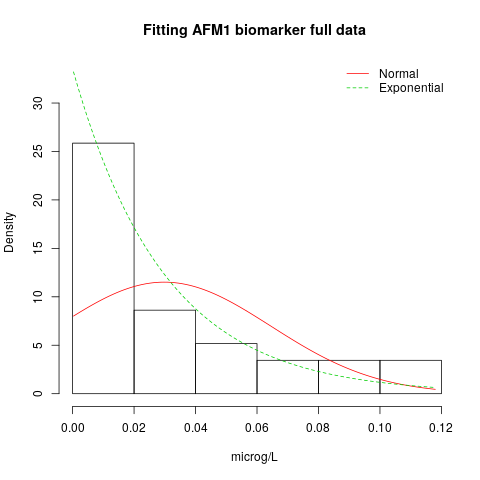 Fitting AFM1 biomarker full data
Normal
Exponential
Density
30
25
20
15
10
5
0
0.00 0.02 0.04 0.06 0.08 0.10 0.12
microg/L